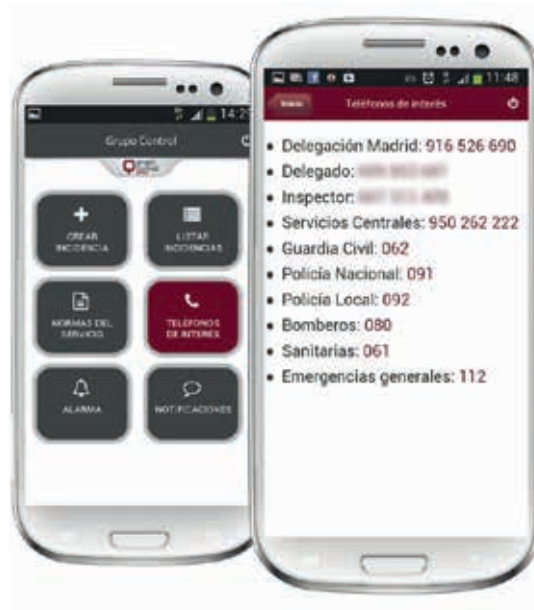 14:2
Grupo Control
CREAR
INCIDENCIA
LISTAR
INCIDENCIAS
NORMAS DEL
SERVICIO
TELÉFONOS
DE INTERÉS
ALARMA
NOTIFICACIONES
11:48
Inicio
Teléfonos de interés
Delegación Madrid: 916 526 690
Delegado:
Inspector:
Servicios Centrales: 950 262 222
Guardia Civil: 062
Policía Nacional: 091
Policía Local: 092
Bomberos: 080
Sanitarias: 061
Emergencias generales: 112